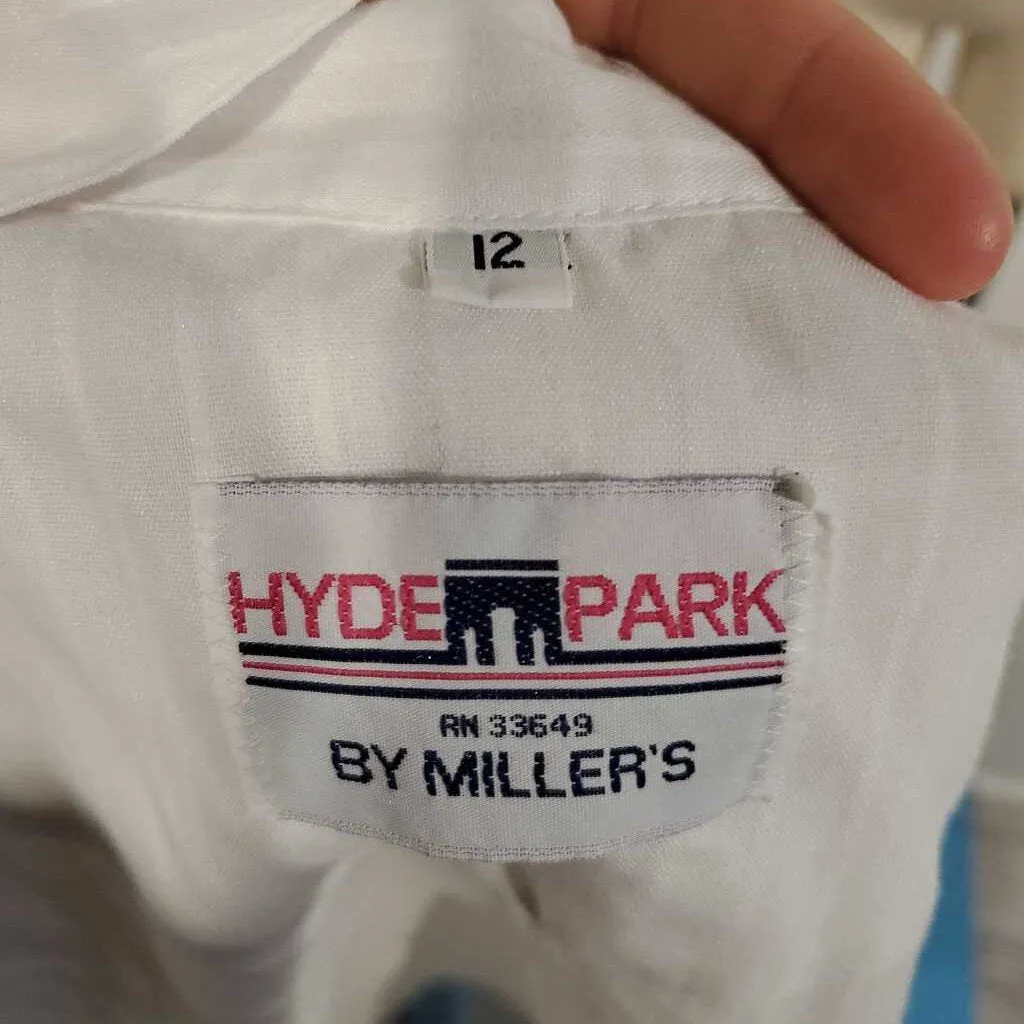 12
HYDE PARK
RN 33649
BY MILLER'S